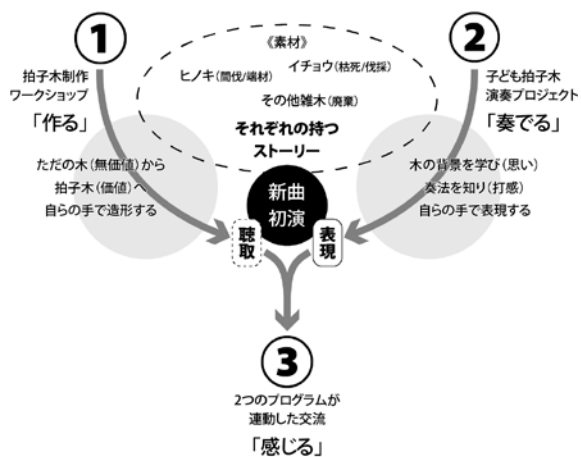 1
拍子木制作
ワークショップ
「作る」
《素材》
ヒノキ(間伐/端材)
イチョウ(枯死/伐採)
その他雑木(廃棄)
それぞれの持つ
ストーリー
2
子ども拍子木
演奏プロジェクト
「奏でる」
ただの木(無価値)から
拍子木(価値)へ
自らの手で造形する
新曲
初演
木の背景を学び(思い)
奏法を知り(打感)
自らの手で表現する
聴取
表現
3
2つのプログラムが
連動した交流
「感じる」